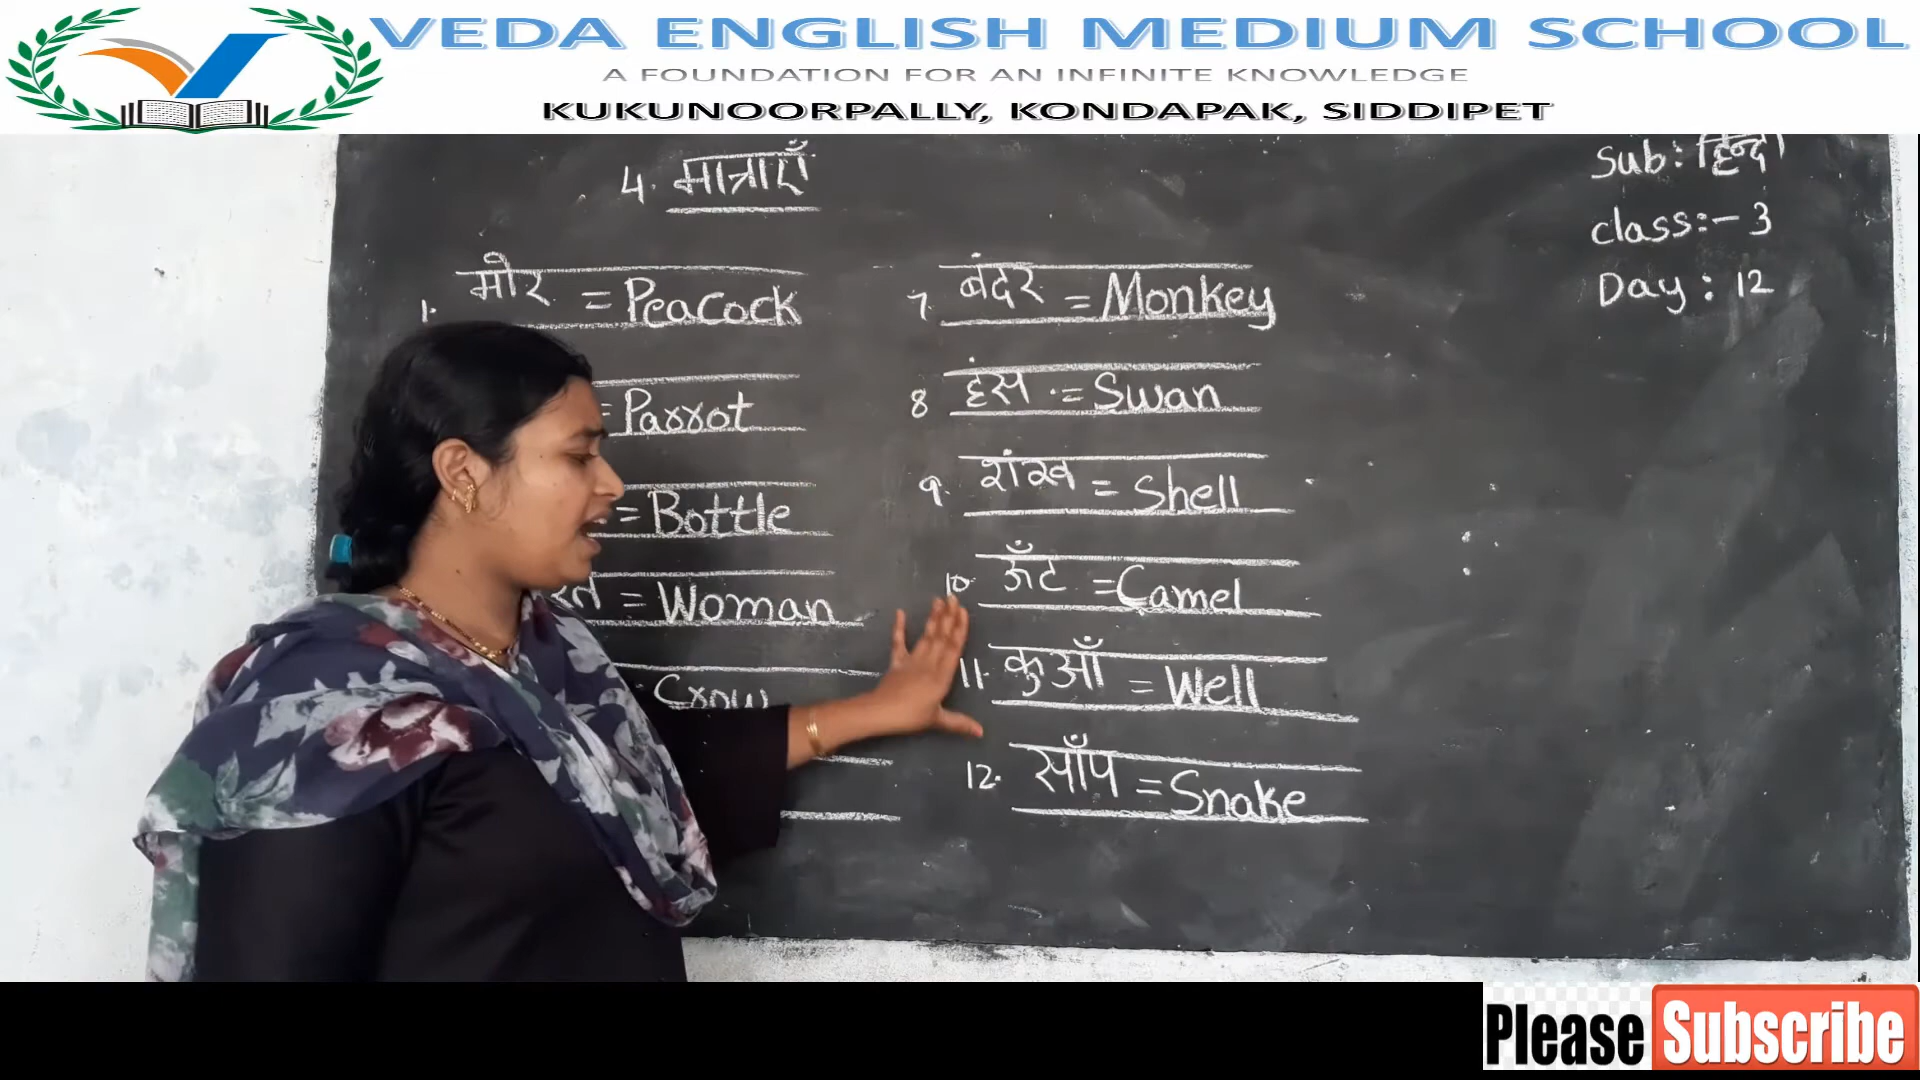 VEDA ENGLISH MEDIUM SCHOOL
A FOUNDATION FOR AN INFINITE KNOWLEDGE
KUKUNOORPALLY, KONDAPAK, SIDDIPET
4. मात्राएँ
Sub: हिन्दी
class:- 3
Day : 12
1. मोर = Peacock
= Parrot
= Bottle
रत = Woman
Crow
7 बंदर = Monkey
8 हंस = Swan
9. शंख = Shell
10. ऊँट = Camel
11. कुआँ = Well
12. साँप = Snake
Please Subscribe